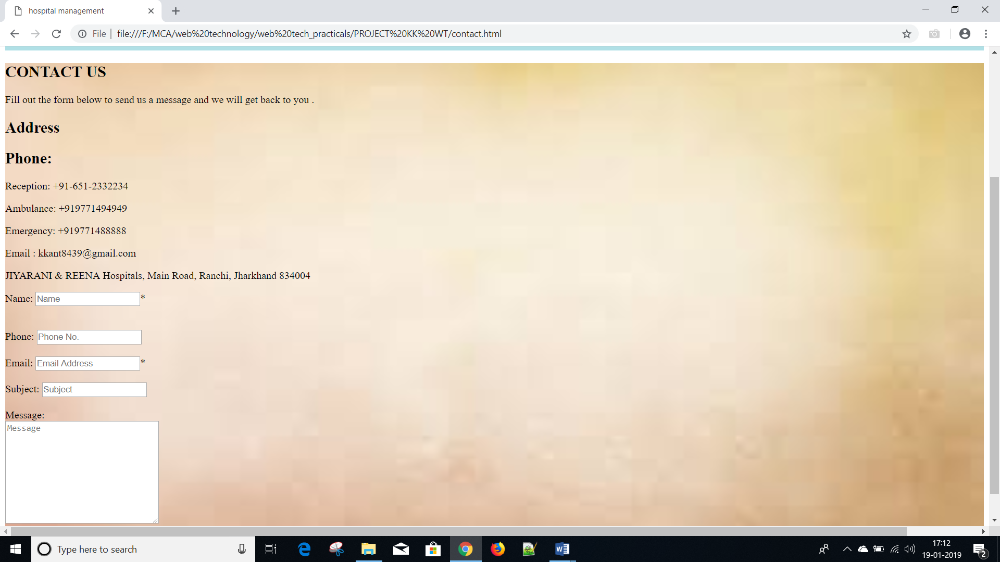 hospital management
File
file:///F:/MCA/web%20technology/web%20tech_practicals/PROJECT%20KK%20WT/contact.html
CONTACT US
Fill out the form below to send us a message and we will get back to you .
Address
Phone:
Reception: +91-651-2332234
Ambulance: +919771494949
Emergency: +919771488888
Email : kkant8439@gmail.com
JIYARANI & REENA Hospitals, Main Road, Ranchi, Jharkhand 834004
Name: Name*
Phone: Phone No.
Email: Email Address*
Subject: Subject
Message:
Message
Type here to search
17:12
19-01-2019
2